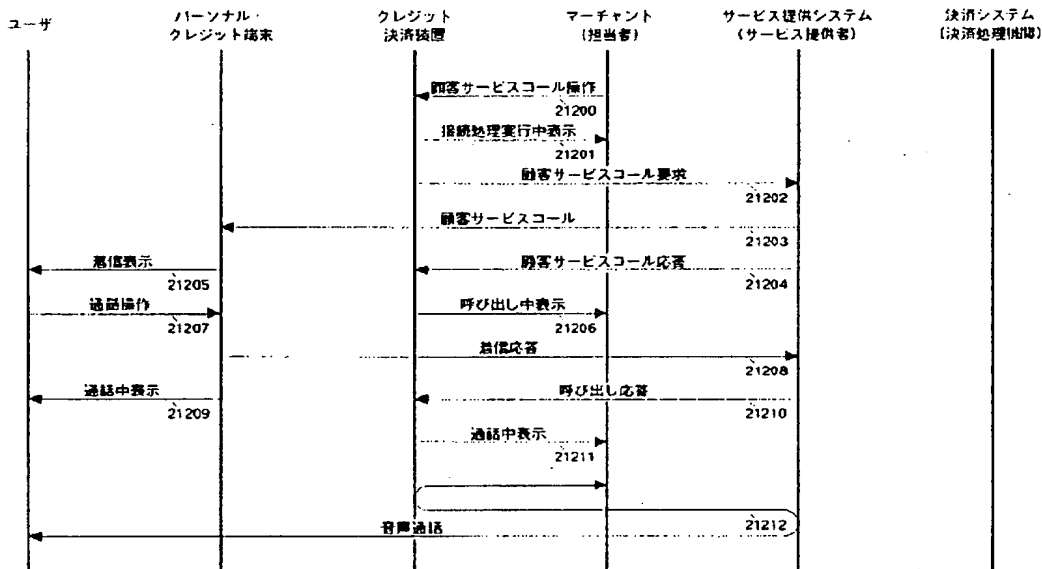 ユーザ
パーソナル・
クレジット端末
クレジット
決済装置
マーチャント
(担当者)
サービス提供システム
(サービス提供者)
決済システム
(決済処理機関)
顧客サービスコール操作
21200
接続処理実行中表示
21201
顧客サービスコール要求
21202
顧客サービスコール
21203
着信表示
21205
顧客サービスコール応答
21204
通話操作
21207
呼び出し中表示
21206
着信応答
21208
通話中表示
21209
呼び出し応答
21210
通話中表示
21211
音声通話
21212